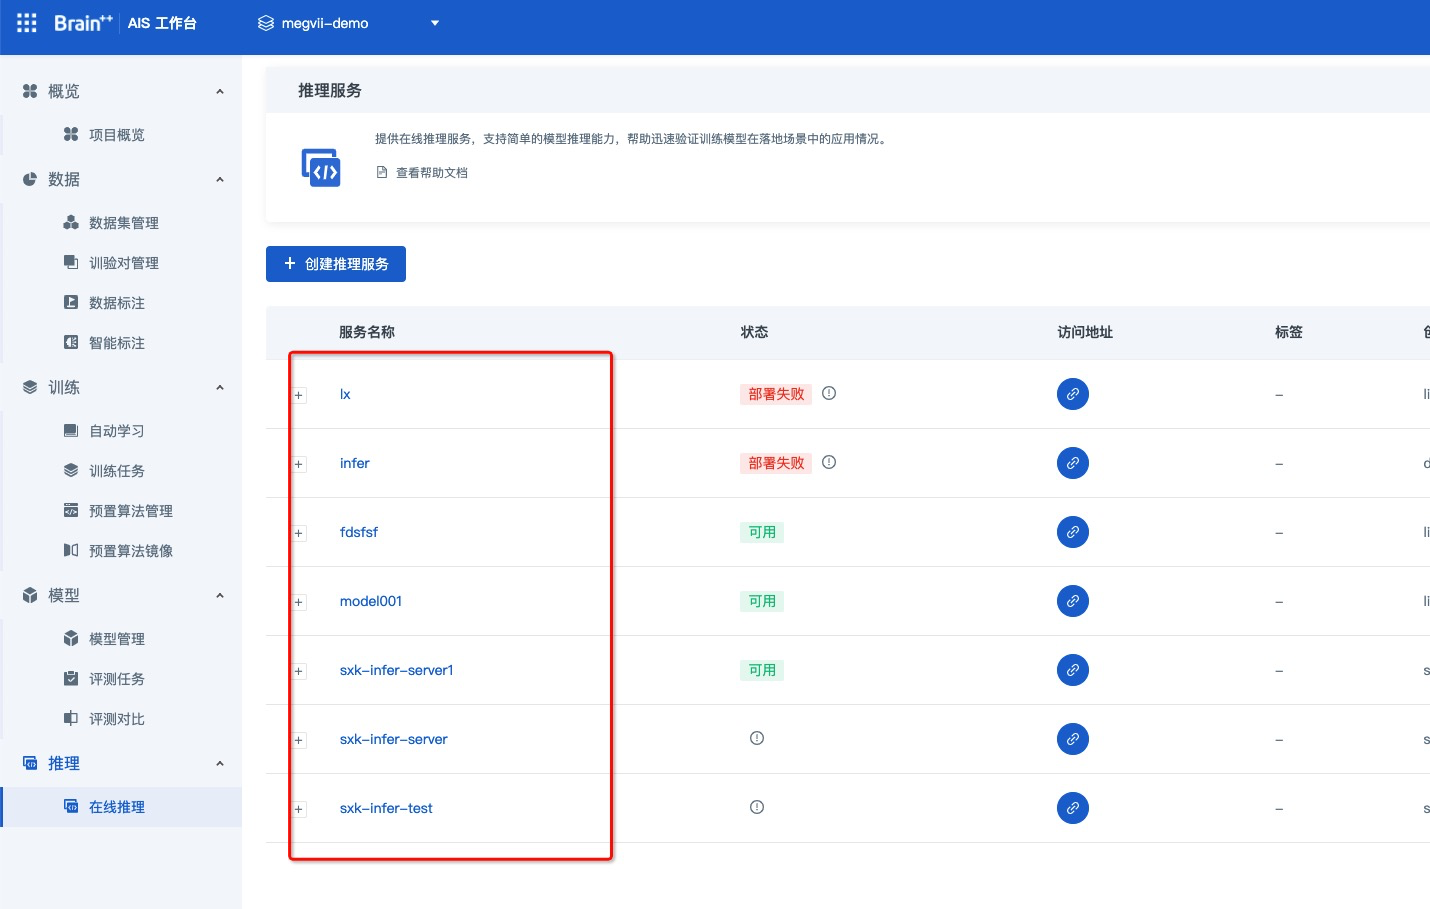 Brain++ AIS 工作台 megvii-demo
概览
项目概览
数据
数据集管理
训验对管理
数据标注
智能标注
训练
自动学习
训练任务
预置算法管理
预置算法镜像
模型
模型管理
评测任务
评测对比
推理
在线推理
推理服务
提供在线推理服务，支持简单的模型推理能力，帮助迅速验证训练模型在落地场景中的应用情况。
查看帮助文档
+ 创建推理服务
服务名称 状态 访问地址 标签
+ lx 部署失败 – li
+ infer 部署失败 –
+ fdsfsf 可用 – li
+ model001 可用 – li
+ sxk-infer-server1 可用 – s
+ sxk-infer-server – s
+ sxk-infer-test – s